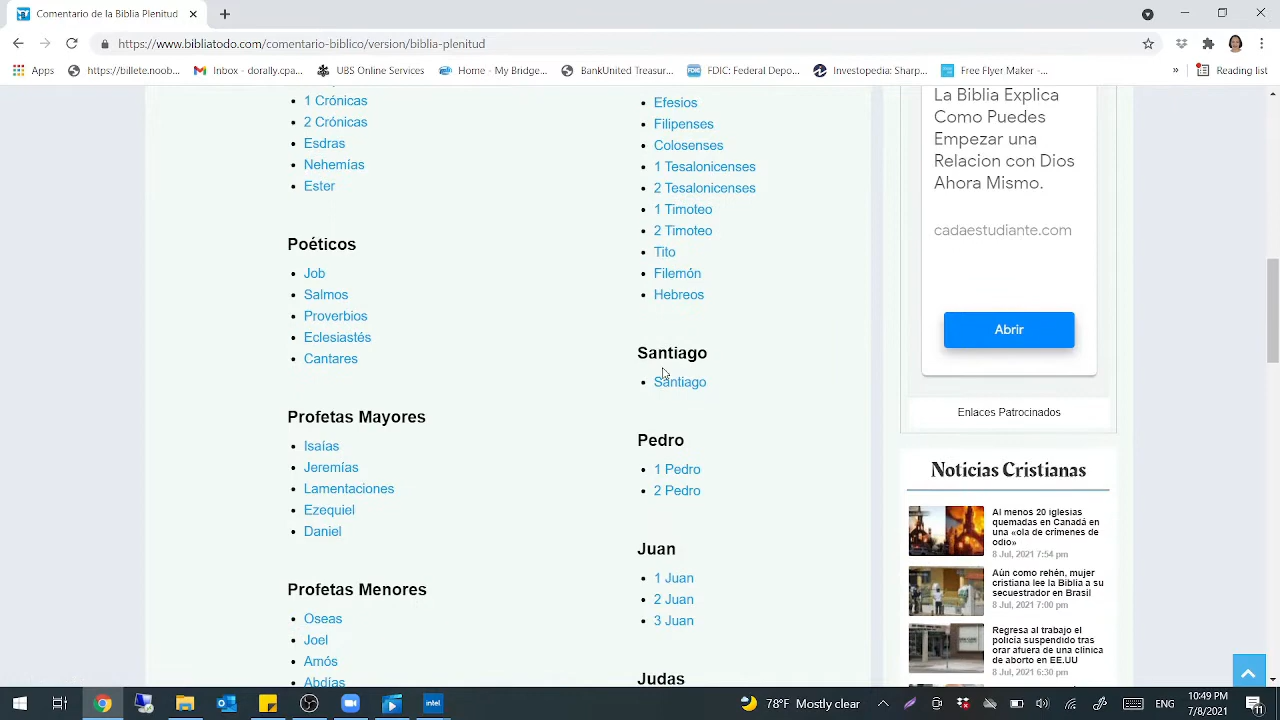 Comentario de la Biblia Plenitud
https://www.bibliatodo.com/comentario-biblico/version/biblia-plenitud
Apps
https://billete.noob...
Inbox - dorally.com...
UBS Online Services...
Home - My Bridge...
BankUnited Treasur...
FDIC: Federal Depo...
Investopedia: Sharp...
Free Flyer Maker -...
»
Reading list
1 Crónicas
2 Crónicas
Esdras
Nehemías
Ester
Poéticos
Job
Salmos
Proverbios
Eclesiastés
Cantares
Profetas Mayores
Isaías
Jeremías
Lamentaciones
Ezequiel
Daniel
Profetas Menores
Oseas
Joel
Amós
Abdías
Efesios
Filipenses
Colosenses
1 Tesalonicenses
2 Tesalonicenses
1 Timoteo
2 Timoteo
Tito
Filemón
Hebreos
Santiago
Santiago
Pedro
1 Pedro
2 Pedro
Juan
1 Juan
2 Juan
3 Juan
Judas
La Biblia Explica
Como Puedes
Empezar una
Relacion con Dios
Ahora Mismo.
cadaestudiante.com
Abrir
Enlaces Patrocinados
Noticias Cristianas
Al menos 20 iglesias
quemadas en Canadá en
una «ola de crímenes de
odio»
8 Jul, 2021 7:54 pm
Aún como rehén, mujer
cristiana lee la Biblia a su
secuestrador en Brasil
8 Jul, 2021 7:00 pm
Regresa al trabajo el
policía suspendido tras
orar afuera de una clínica
de aborto en EE.UU
8 Jul, 2021 6:30 pm
intel
78°F Mostly clear
10:49 PM
7/8/2021